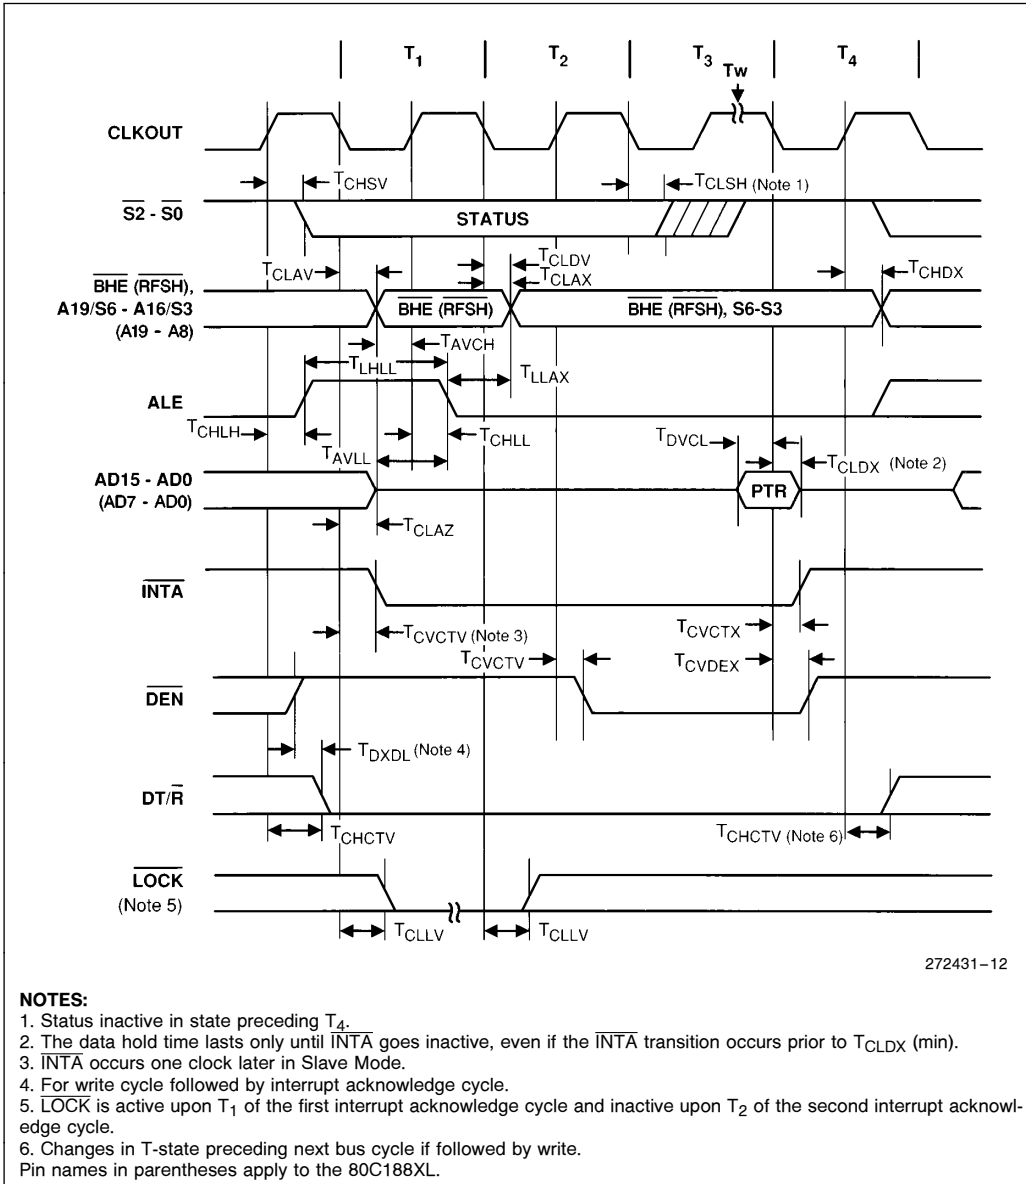 T1 T2 T3 T4
Tw
CLKOUT
TCHSV TCLSH (Note 1)
S2 - S0 STATUS
TCLDV
TCLAV TCLAX TCHDX
BHE (RFSH),
A19/S6 - A16/S3 BHE (RFSH) BHE (RFSH), S6-S3
(A19 - A8)
TAVCH
TLHLL TLLAX
ALE
TCHLH TCHLL TDVCL
TAVLL TCLDX (Note 2)
AD15 - AD0 PTR
(AD7 - AD0)
TCLAZ
INTA
TCVCTV (Note 3) TCVCTX
TCVCTV TCVDEX
DEN
TDXDL (Note 4)
DT/R
TCHCTV TCHCTV (Note 6)
LOCK
(Note 5)
TCLLV TCLLV
272431-12
NOTES:
1. Status inactive in state preceding T4.
2. The data hold time lasts only until INTA goes inactive, even if the INTA transition occurs prior to TCLDX (min).
3. INTA occurs one clock later in Slave Mode.
4. For write cycle followed by interrupt acknowledge cycle.
5. LOCK is active upon T1 of the first interrupt acknowledge cycle and inactive upon T2 of the second interrupt acknowl-
edge cycle.
6. Changes in T-state preceding next bus cycle if followed by write.
Pin names in parentheses apply to the 80C188XL.